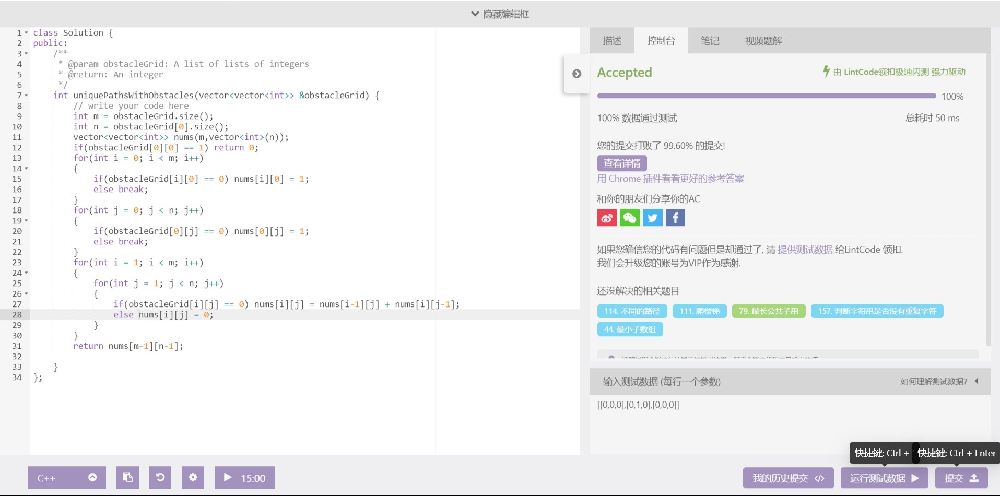 隐藏编辑框
1 class Solution {
2 public:
3 /**
4 * @param obstacleGrid: A list of lists of integers
5 * @return: An integer
6 */
7 int uniquePathsWithObstacles(vector<vector<int>> &obstacleGrid) {
8 // write your code here
9 int m = obstacleGrid.size();
10 int n = obstacleGrid[0].size();
11 vector<vector<int>> nums(m,vector<int>(n));
12 if(obstacleGrid[0][0] == 1) return 0;
13 for(int i = 0; i < m; i++)
14 {
15 if(obstacleGrid[i][0] == 0) nums[i][0] = 1;
16 else break;
17 }
18 for(int j = 0; j < n; j++)
19 {
20 if(obstacleGrid[0][j] == 0) nums[0][j] = 1;
21 else break;
22 }
23 for(int i = 1; i < m; i++)
24 {
25 for(int j = 1; j < n; j++)
26 {
27 if(obstacleGrid[i][j] == 0) nums[i][j] = nums[i-1][j] + nums[i][j-1];
28 else nums[i][j] = 0;
29 }
30 }
31 return nums[m-1][n-1];
32
33 }
34 };
描述 控制台 笔记 视频题解
Accepted 由 LintCode领扣极速闪测 强力驱动
100%
100% 数据通过测试 总耗时 50 ms
您的提交打败了 99.60% 的提交!
查看详情
用 Chrome 插件看看更好的参考答案
和你的朋友们分享你的AC
如果您确信您的代码有问题但是却通过了, 请 提供测试数据 给LintCode 领扣.
我们会升级您的账号为VIP作为感谢.
还没解决的相关题目
114. 不同的路径 111. 爬楼梯 79. 最长公共子串 157. 判断字符串是否没有重复字符
44. 最小子数组
输入测试数据 (每行一个参数) 如何理解测试数据?
[[0,0,0],[0,1,0],[0,0,0]]
快捷键: Ctrl + 快捷键: Ctrl + Enter
C++ 15:00 我的历史提交 运行测试数据 提交